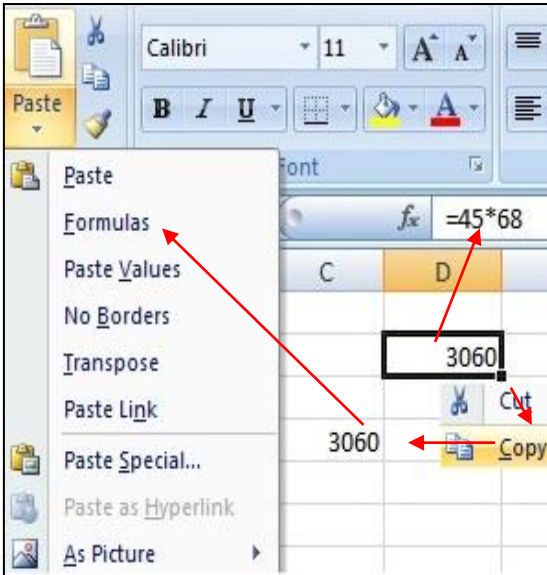 Calibri 11 A A
Paste
B I U A
Font
Paste
Formulas
fx =45*68
Paste Values
C D
No Borders
3060
Transpose
Cut
Paste Link
3060
Copy
Paste Special...
Paste as Hyperlink
As Picture